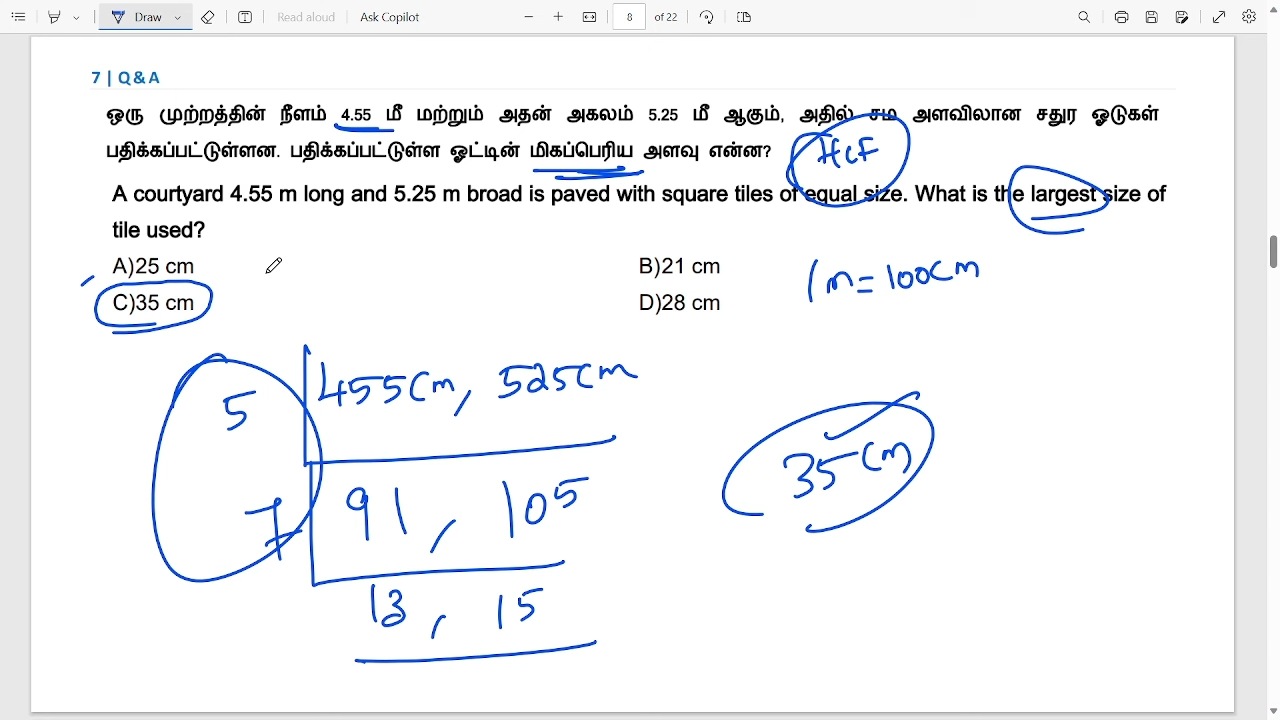 Draw
Read aloud
Ask Copilot
8
of 22
7 | Q&A
ஒரு முற்றத்தின் நீளம் 4.55 மீ மற்றும் அதன் அகலம் 5.25 மீ ஆகும், அதில் சம அளவிலான சதுர ஓடுகள்
பதிக்கப்பட்டுள்ளன. பதிக்கப்பட்டுள்ள ஓட்டின் மிகப்பெரிய அளவு என்ன?
HCF
A courtyard 4.55 m long and 5.25 m broad is paved with square tiles of equal size. What is the largest size of
tile used?
A)25 cm
B)21 cm
1m = 100cm
C)35 cm
D)28 cm
5
455cm, 525cm
35cm
7
91, 105
13, 15